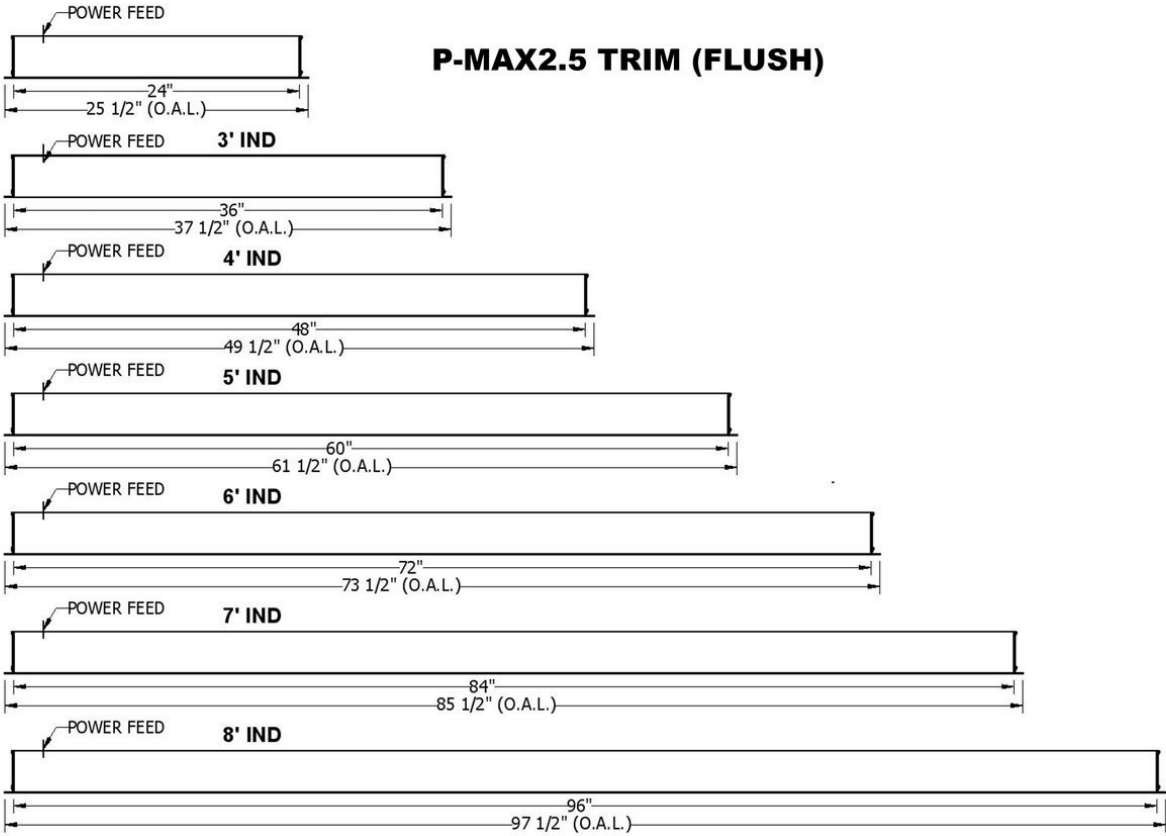 POWER FEED
P-MAX2.5 TRIM (FLUSH)
24"
25 1/2" (O.A.L.)
POWER FEED 3' IND
36"
37 1/2" (O.A.L.)
POWER FEED 4' IND
48"
49 1/2" (O.A.L.)
POWER FEED 5' IND
60"
61 1/2" (O.A.L.)
POWER FEED 6' IND
72"
73 1/2" (O.A.L.)
POWER FEED 7' IND
84"
85 1/2" (O.A.L.)
POWER FEED 8' IND
96"
97 1/2" (O.A.L.)